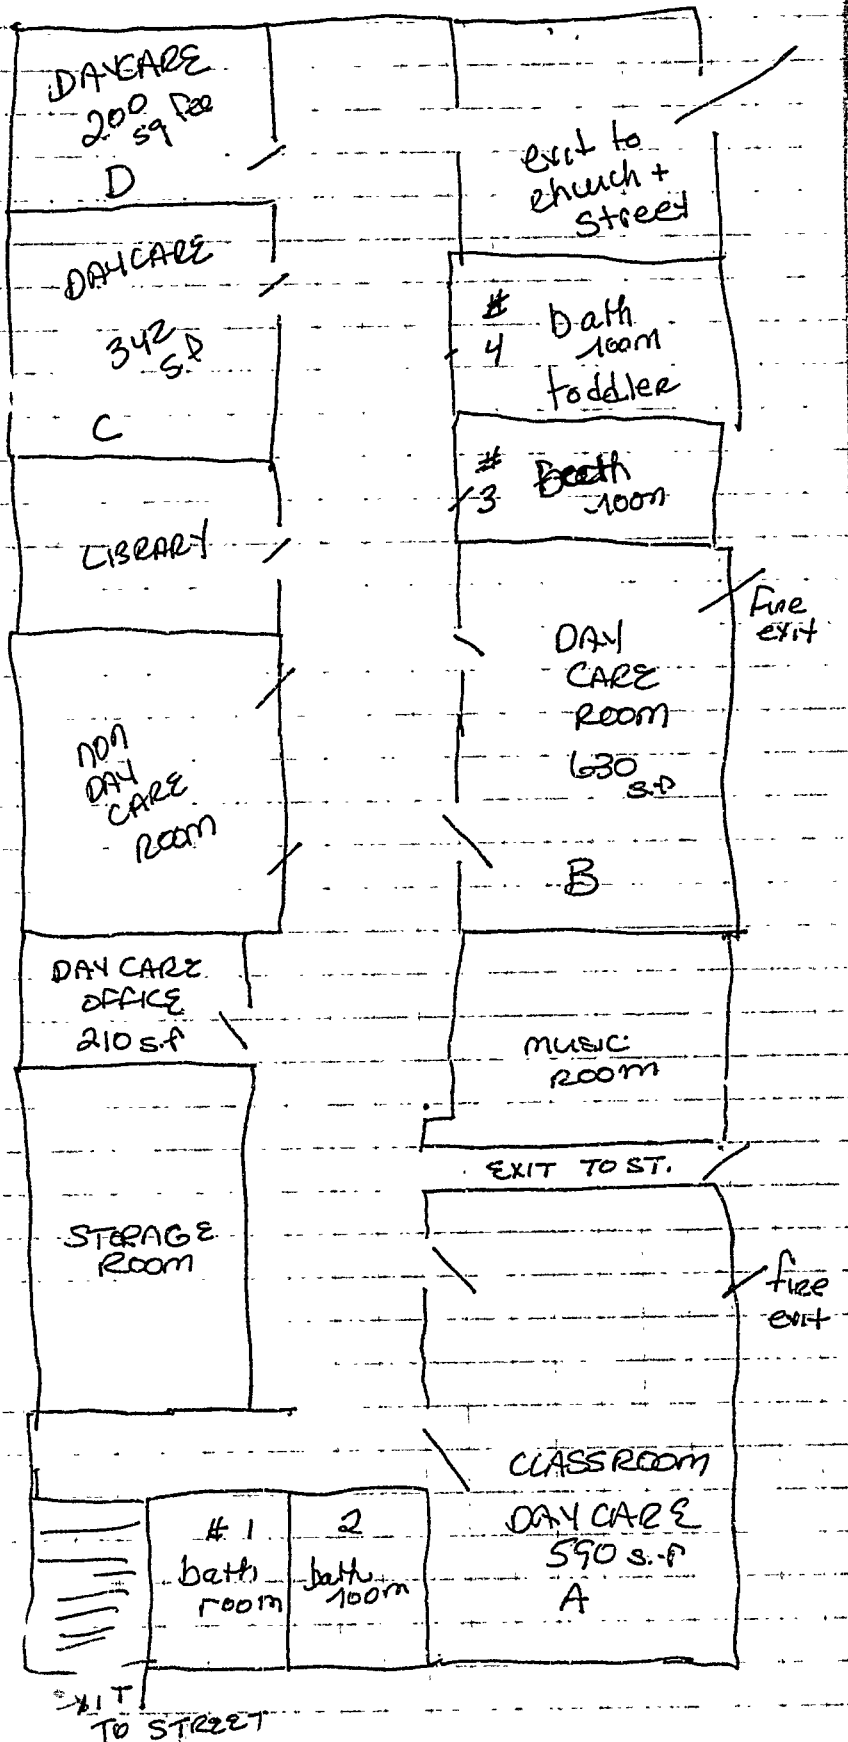 DAYCARE
200
sq Fee
D
exit to
church +
street
DAYCARE
342
s.f
C
#
4
bath
room
toddler
#
3
Bath
room
LIBRARY
Fire
exit
DAY
CARE
ROOM
630
s.f
B
non
DAY
CARE
ROOM
DAY CARE
OFFICE
210 s.f
MUSIC
ROOM
EXIT TO ST.
STORAGE
ROOM
fire
exit
CLASSROOM
DAY CARE
590 s.f
A
# 1
bath
room
2
bath
room
EXIT
TO STREET